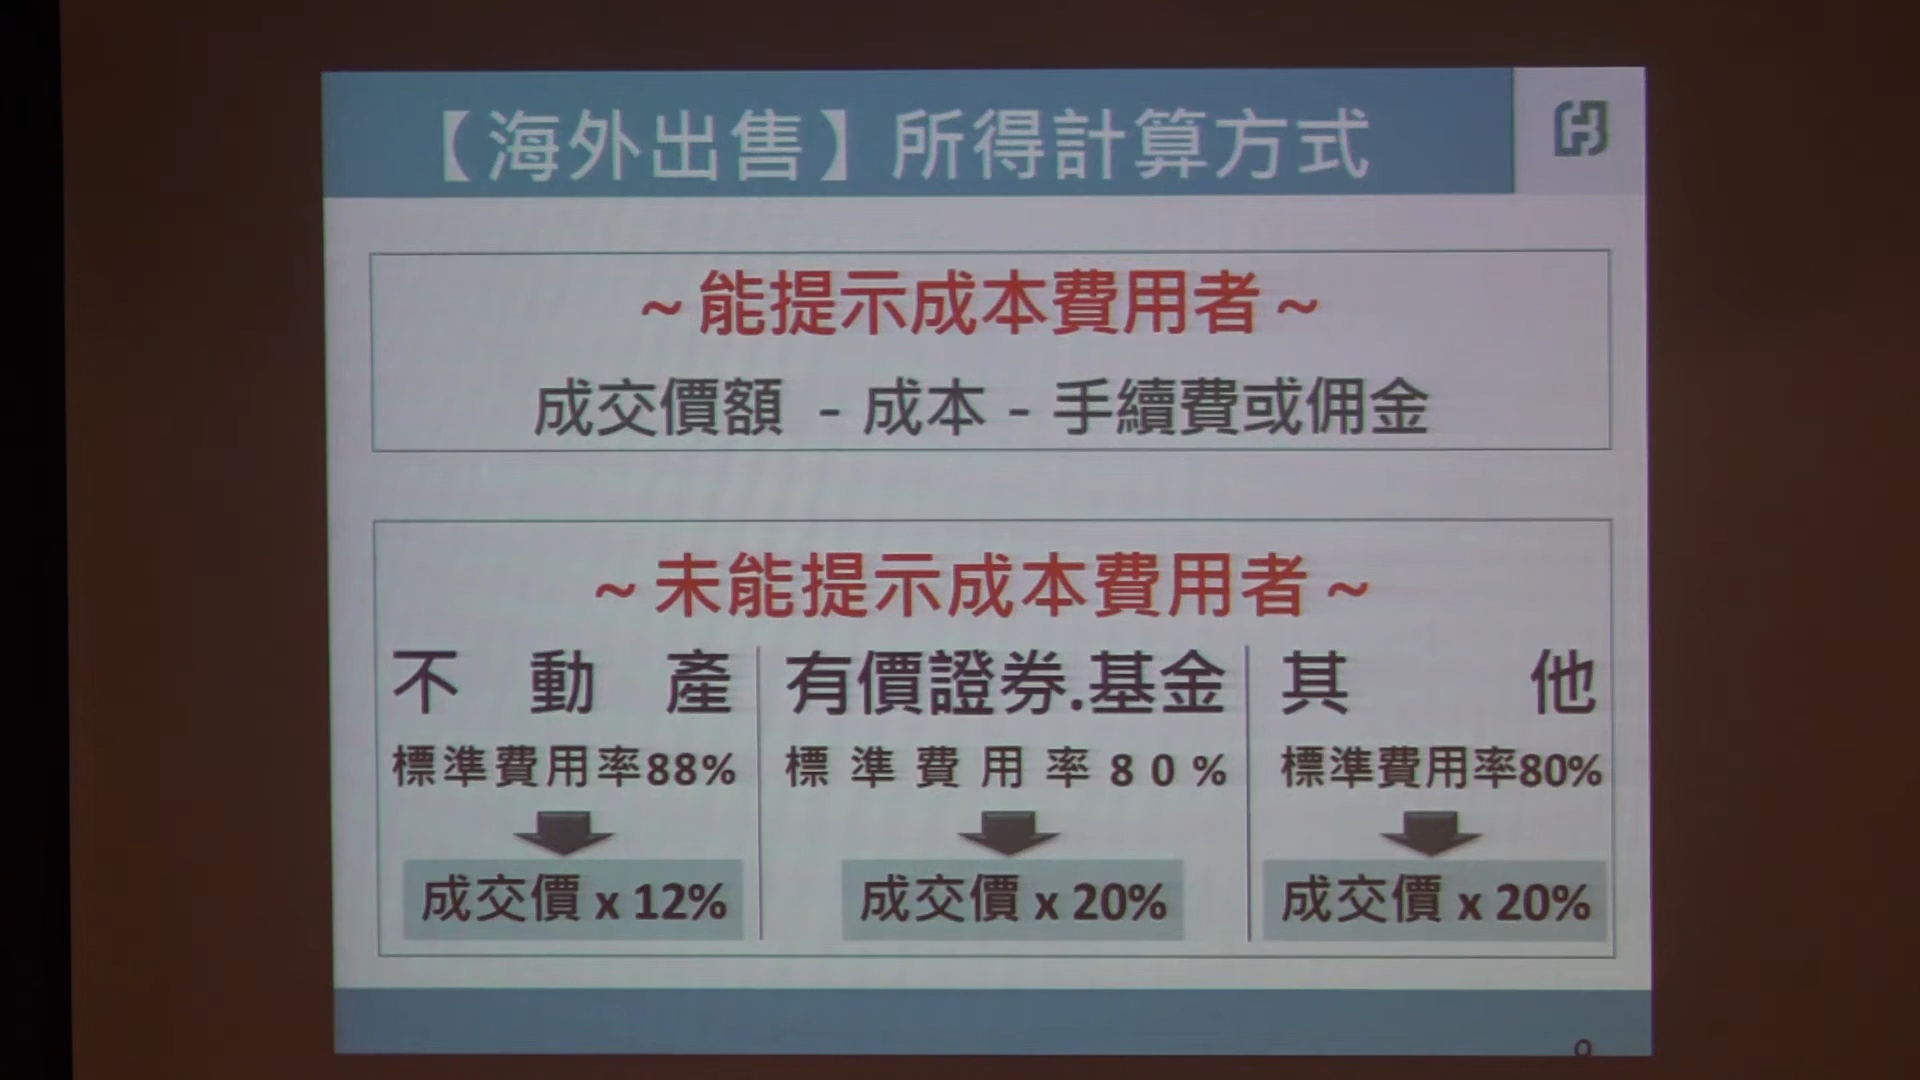 【海外出售】所得計算方式
~能提示成本費用者~
成交價額 - 成本 - 手續費或佣金
~未能提示成本費用者~
不動產
標準費用率88%
成交價 x 12%
有價證券.基金
標準費用率80%
成交價 x 20%
其他
標準費用率80%
成交價 x 20%